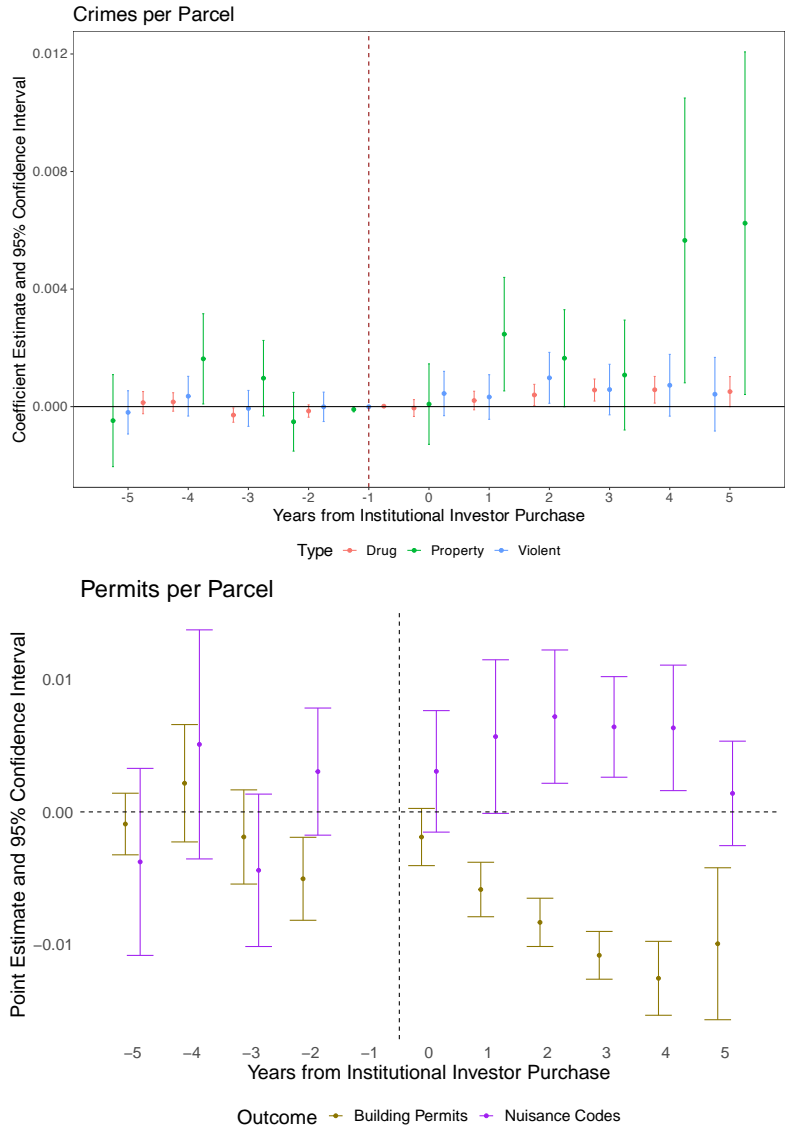 Crimes per Parcel
Coefficient Estimate and 95% Confidence Interval
0.012
0.008
0.004
0.000
-5 -4 -3 -2 -1 0 1 2 3 4 5
Years from Institutional Investor Purchase
Type Drug Property Violent
Permits per Parcel
Point Estimate and 95% Confidence Interval
0.01
0.00
−0.01
−5 −4 −3 −2 −1 0 1 2 3 4 5
Years from Institutional Investor Purchase
Outcome Building Permits Nuisance Codes